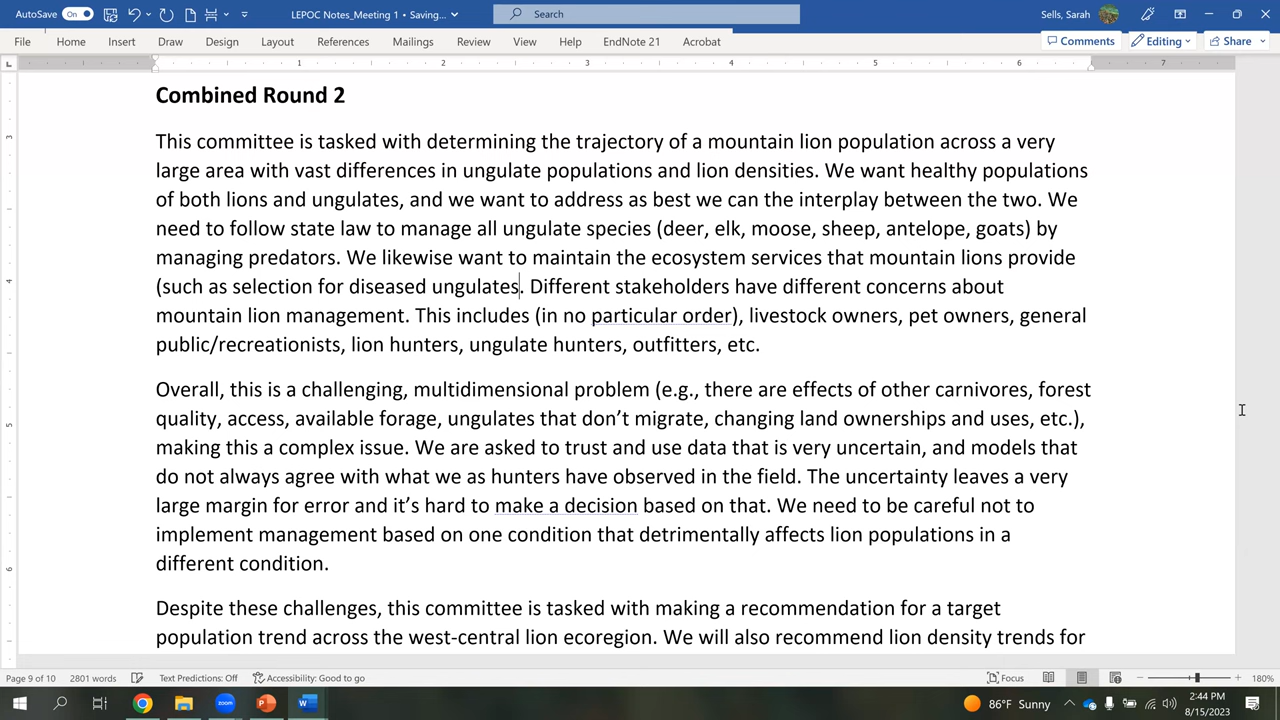 AutoSave On LEPOC Notes_Meeting 1 • Saving... Search Sells, Sarah
File Home Insert Draw Design Layout References Mailings Review View Help EndNote 21 Acrobat Comments Editing Share
1 2 3 4 5 6 7
Combined Round 2
3
This committee is tasked with determining the trajectory of a mountain lion population across a very
large area with vast differences in ungulate populations and lion densities. We want healthy populations
of both lions and ungulates, and we want to address as best we can the interplay between the two. We
need to follow state law to manage all ungulate species (deer, elk, moose, sheep, antelope, goats) by
managing predators. We likewise want to maintain the ecosystem services that mountain lions provide
4
(such as selection for diseased ungulates. Different stakeholders have different concerns about
mountain lion management. This includes (in no particular order), livestock owners, pet owners, general
public/recreationists, lion hunters, ungulate hunters, outfitters, etc.
Overall, this is a challenging, multidimensional problem (e.g., there are effects of other carnivores, forest
quality, access, available forage, ungulates that don’t migrate, changing land ownerships and uses, etc.),
5
making this a complex issue. We are asked to trust and use data that is very uncertain, and models that
do not always agree with what we as hunters have observed in the field. The uncertainty leaves a very
large margin for error and it’s hard to make a decision based on that. We need to be careful not to
implement management based on one condition that detrimentally affects lion populations in a
different condition.
6
Despite these challenges, this committee is tasked with making a recommendation for a target
population trend across the west-central lion ecoregion. We will also recommend lion density trends for
Page 9 of 10 2801 words Text Predictions: Off Accessibility: Good to go Focus 180%
zoom 86°F Sunny 2:44 PM
8/15/2023